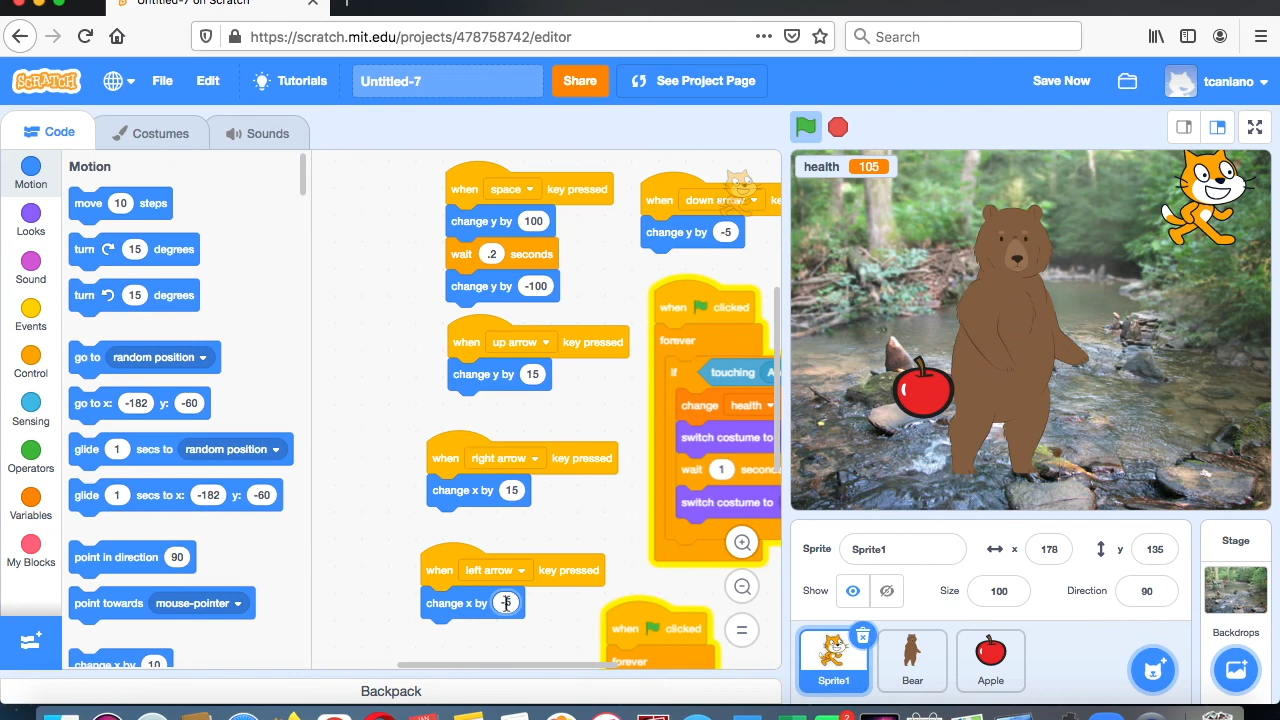 Untitled-7 on Scratch
https://scratch.mit.edu/projects/478758742/editor
Search
SCRATCH
File
Edit
Tutorials
Untitled-7
Share
See Project Page
Save Now
tcaniano
Code
Costumes
Sounds
Motion
Looks
Sound
Events
Control
Sensing
Operators
Variables
My Blocks
Motion
move 10 steps
turn 15 degrees
turn 15 degrees
go to random position
go to x: -182 y: -60
glide 1 secs to random position
glide 1 secs to x: -182 y: -60
point in direction 90
point towards mouse-pointer
change x by 10
when space key pressed
change y by 100
wait .2 seconds
change y by -100
when up arrow key pressed
change y by 15
when right arrow key pressed
change x by 15
when left arrow key pressed
change x by
when down arrow
change y by -5
when clicked
forever
if touching
change health
switch costume to
wait 1
switch costume to
when clicked
forever
health 105
Sprite
Sprite1
x 178
y 135
Show
Size
100
Direction
90
Sprite1
Bear
Apple
Stage
Backdrops
Backpack
JAN
2